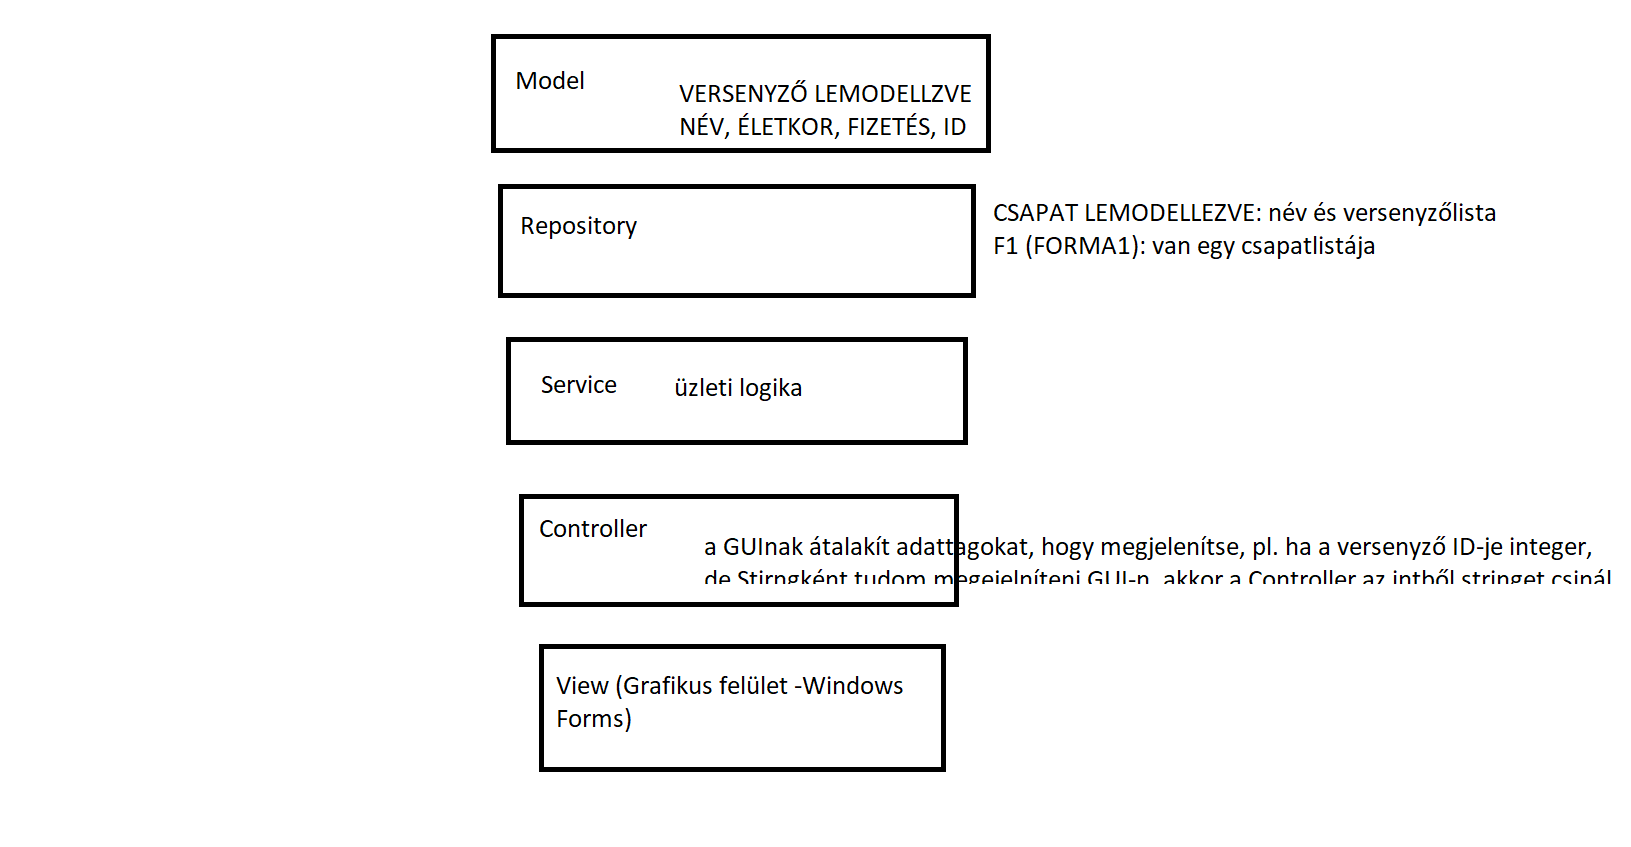 Model
VERSENYZŐ LEMODELLZVE
NÉV, ÉLETKOR, FIZETÉS, ID
Repository
CSAPAT LEMODELLEZVE: név és versenyzőlista
F1 (FORMA1): van egy csapatlistája
Service
üzleti logika
Controller
a GUInak átalakít adattagokat, hogy megjelenítse, pl. ha a versenyző ID-je integer,
de Stirngként tudom megejelníteni GUI-n, akkor a Controller az intből stringet csinál
View (Grafikus felület -Windows
Forms)